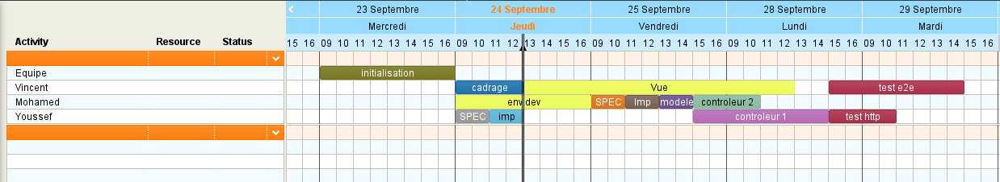 23 Septembre 24 Septembre 25 Septembre 28 Septembre 29 Septembre
Mercredi Jeudi Vendredi Lundi Mardi
Activity Resource Status 15 16 09 10 11 12 13 14 15 16 09 10 11 12 13 14 15 16 09 10 11 12 13 14 15 16 09 10 11 12 13 14 15 16 09 10 11 12 13 14 15 16
Equipe initialisation
Vincent cadrage Vue test e2e
Mohamed env dev SPEC Imp modele controleur 2
Youssef SPEC imp controleur 1 test http